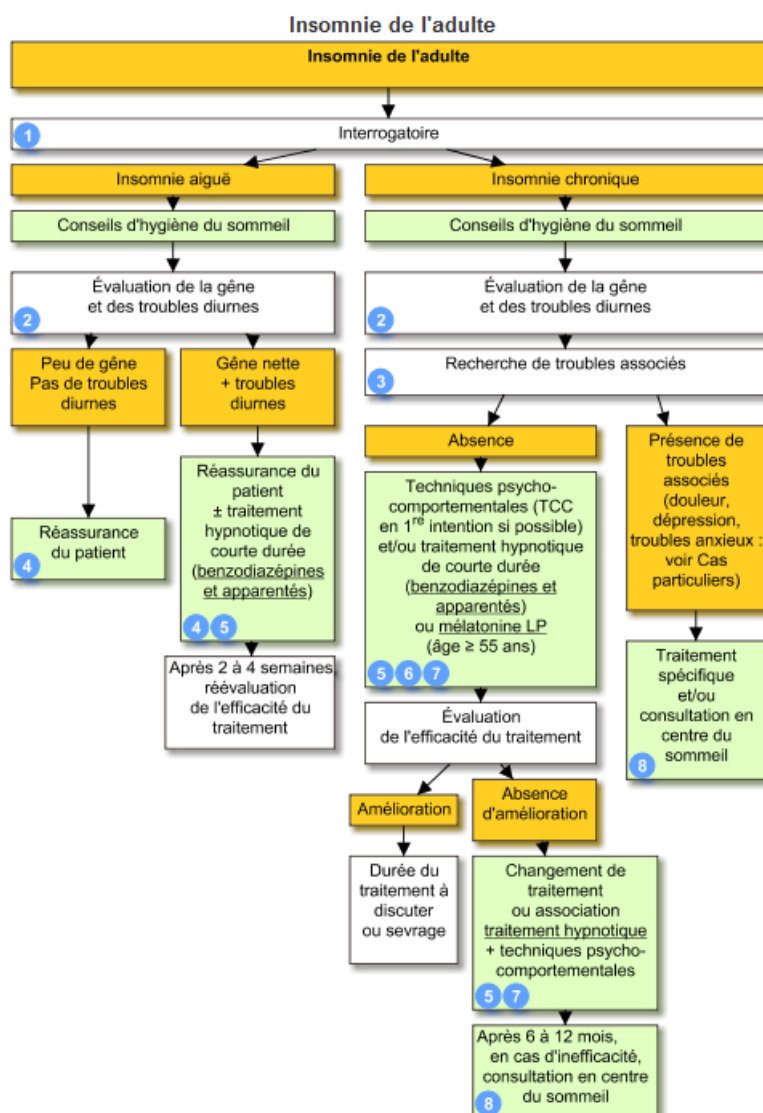 Insomnie de l'adulte
Insomnie de l'adulte
1
Interrogatoire
Insomnie aiguë
Conseils d'hygiène du sommeil
Évaluation de la gêne
et des troubles diurnes
2
Peu de gêne
Pas de troubles
diurnes
Réassurance
du patient
4
Gêne nette
+ troubles
diurnes
Réassurance du
patient
± traitement
hypnotique de
courte durée
(benzodiazépines
et apparentés)
4 5
Après 2 à 4 semaines,
réévaluation
de l'efficacité du
traitement
Insomnie chronique
Conseils d'hygiène du sommeil
Évaluation de la gêne
et des troubles diurnes
2
Recherche de troubles associés
3
Absence
Techniques psycho-
comportementales (TCC
en 1re intention si possible)
et/ou traitement hypnotique
de courte durée
(benzodiazépines et
apparentés)
ou mélatonine LP
(âge ≥ 55 ans)
5 6 7
Évaluation
de l'efficacité du traitement
Amélioration
Durée du
traitement à
discuter
ou sevrage
Absence
d'amélioration
Changement de
traitement
ou association
traitement hypnotique
+ techniques psycho-
comportementales
5 7
Après 6 à 12 mois,
en cas d'inefficacité,
consultation en centre
du sommeil
8
Présence de
troubles
associés
(douleur,
dépression,
troubles anxieux :
voir Cas
particuliers)
Traitement
spécifique
et/ou
consultation en
centre du
sommeil
8